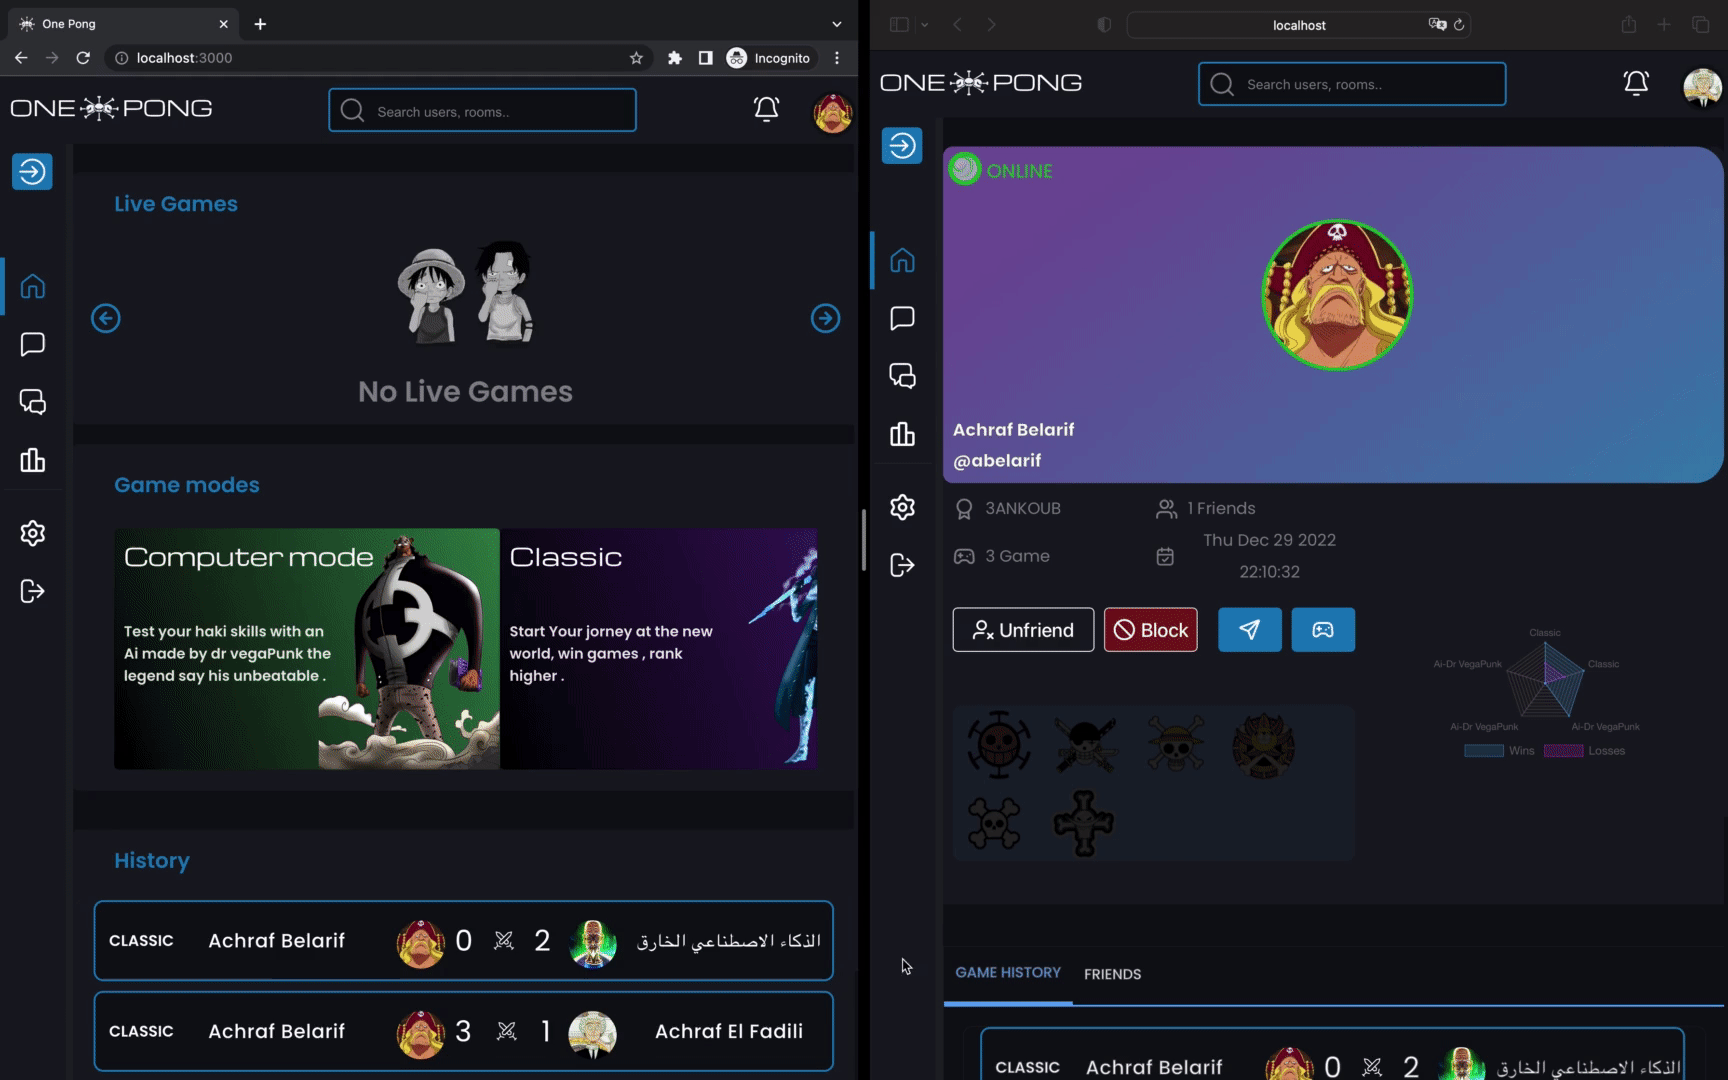 One Pong
localhost:3000
Incognito
ONE PONG
Search users, rooms..
Live Games
No Live Games
Game modes
Computer mode
Test your haki skills with an
Ai made by dr vegaPunk the
legend say his unbeatable .
Classic
Start Your jorney at the new
world, win games , rank
higher .
History
CLASSIC Achraf Belarif 0 2 الذكاء الاصطناعي الخارق
CLASSIC Achraf Belarif 3 1 Achraf El Fadili
localhost
ONE PONG
Search users, rooms..
ONLINE
Achraf Belarif
@abelarif
3ANKOUB
1 Friends
3 Game
Thu Dec 29 2022
22:10:32
Unfriend
Block
Classic
Ai-Dr VegaPunk
Classic
Ai-Dr VegaPunk
Ai-Dr VegaPunk
Wins
Losses
GAME HISTORY
FRIENDS
CLASSIC Achraf Belarif 0 2 الذكاء الاصطناعي الخارق